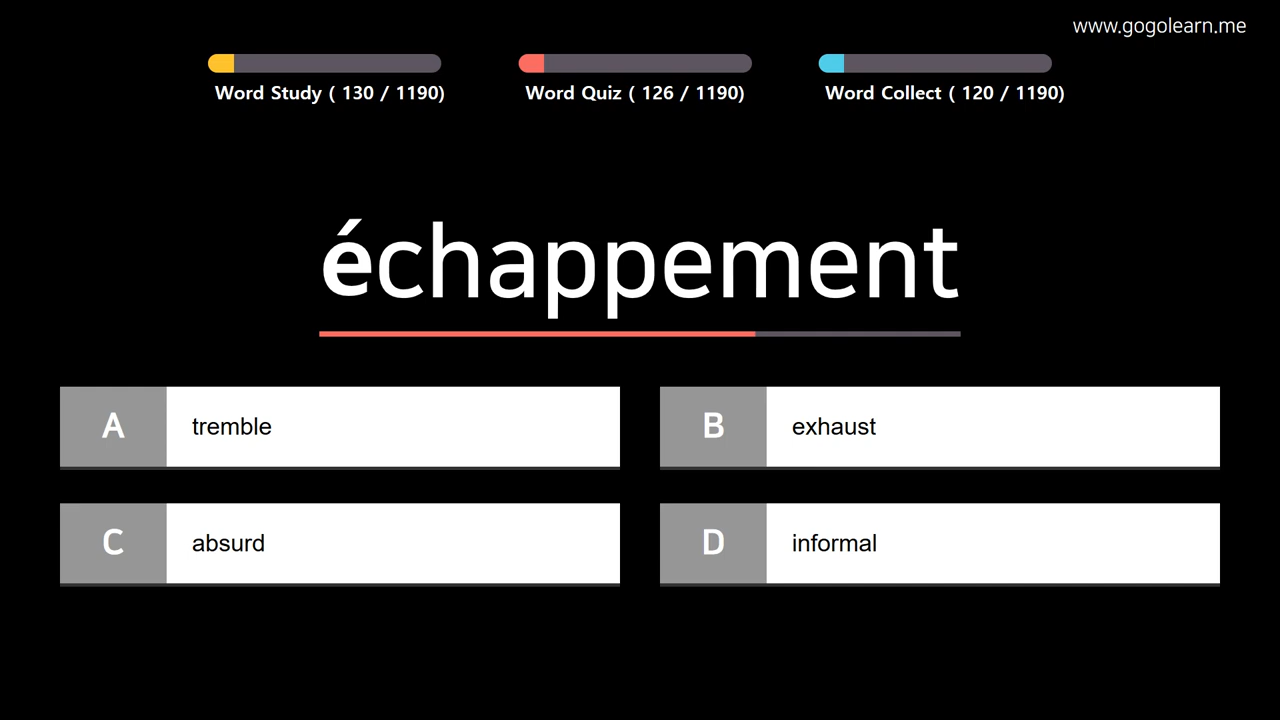 www.gogolearn.me
Word Study ( 130 / 1190)
Word Quiz ( 126 / 1190)
Word Collect ( 120 / 1190)
échappement
A tremble
B exhaust
C absurd
D informal